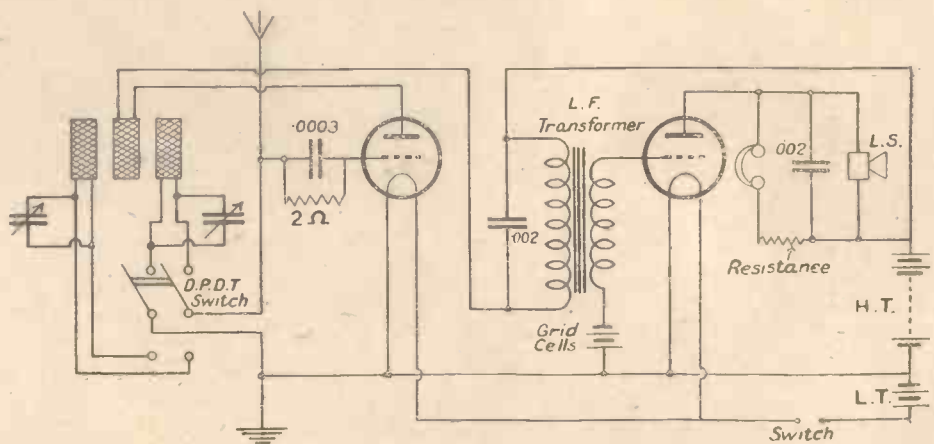 L.F.
Transformer
.0003
L.S.
.002
2 Ω
.002
Resistance
D.P.D.T
Switch
H.T.
Grid
Cells
L.T.
Switch